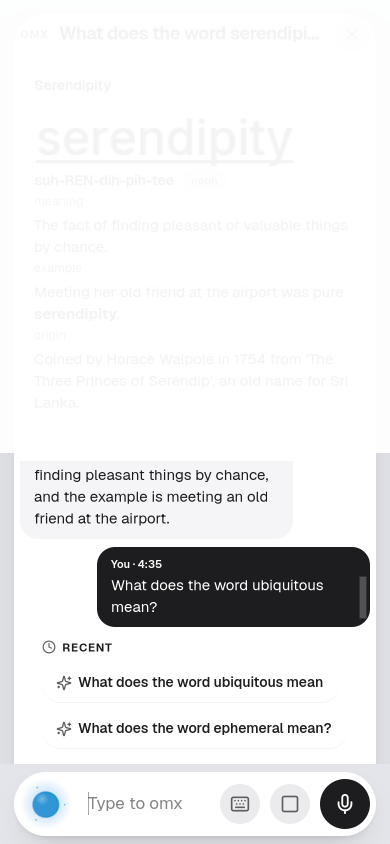 OMX What does the word serendipi...
Serendipity
serendipity
suh-REN-dih-pih-tee noun
meaning
The fact of finding pleasant or valuable things
by chance.
example
Meeting her old friend at the airport was pure
serendipity.
origin
Coined by Horace Walpole in 1754 from 'The
Three Princes of Serendip', an old name for Sri
Lanka.
finding pleasant things by chance,
and the example is meeting an old
friend at the airport.
You · 4:35
What does the word ubiquitous
mean?
RECENT
What does the word ubiquitous mean
What does the word ephemeral mean?
Type to omx